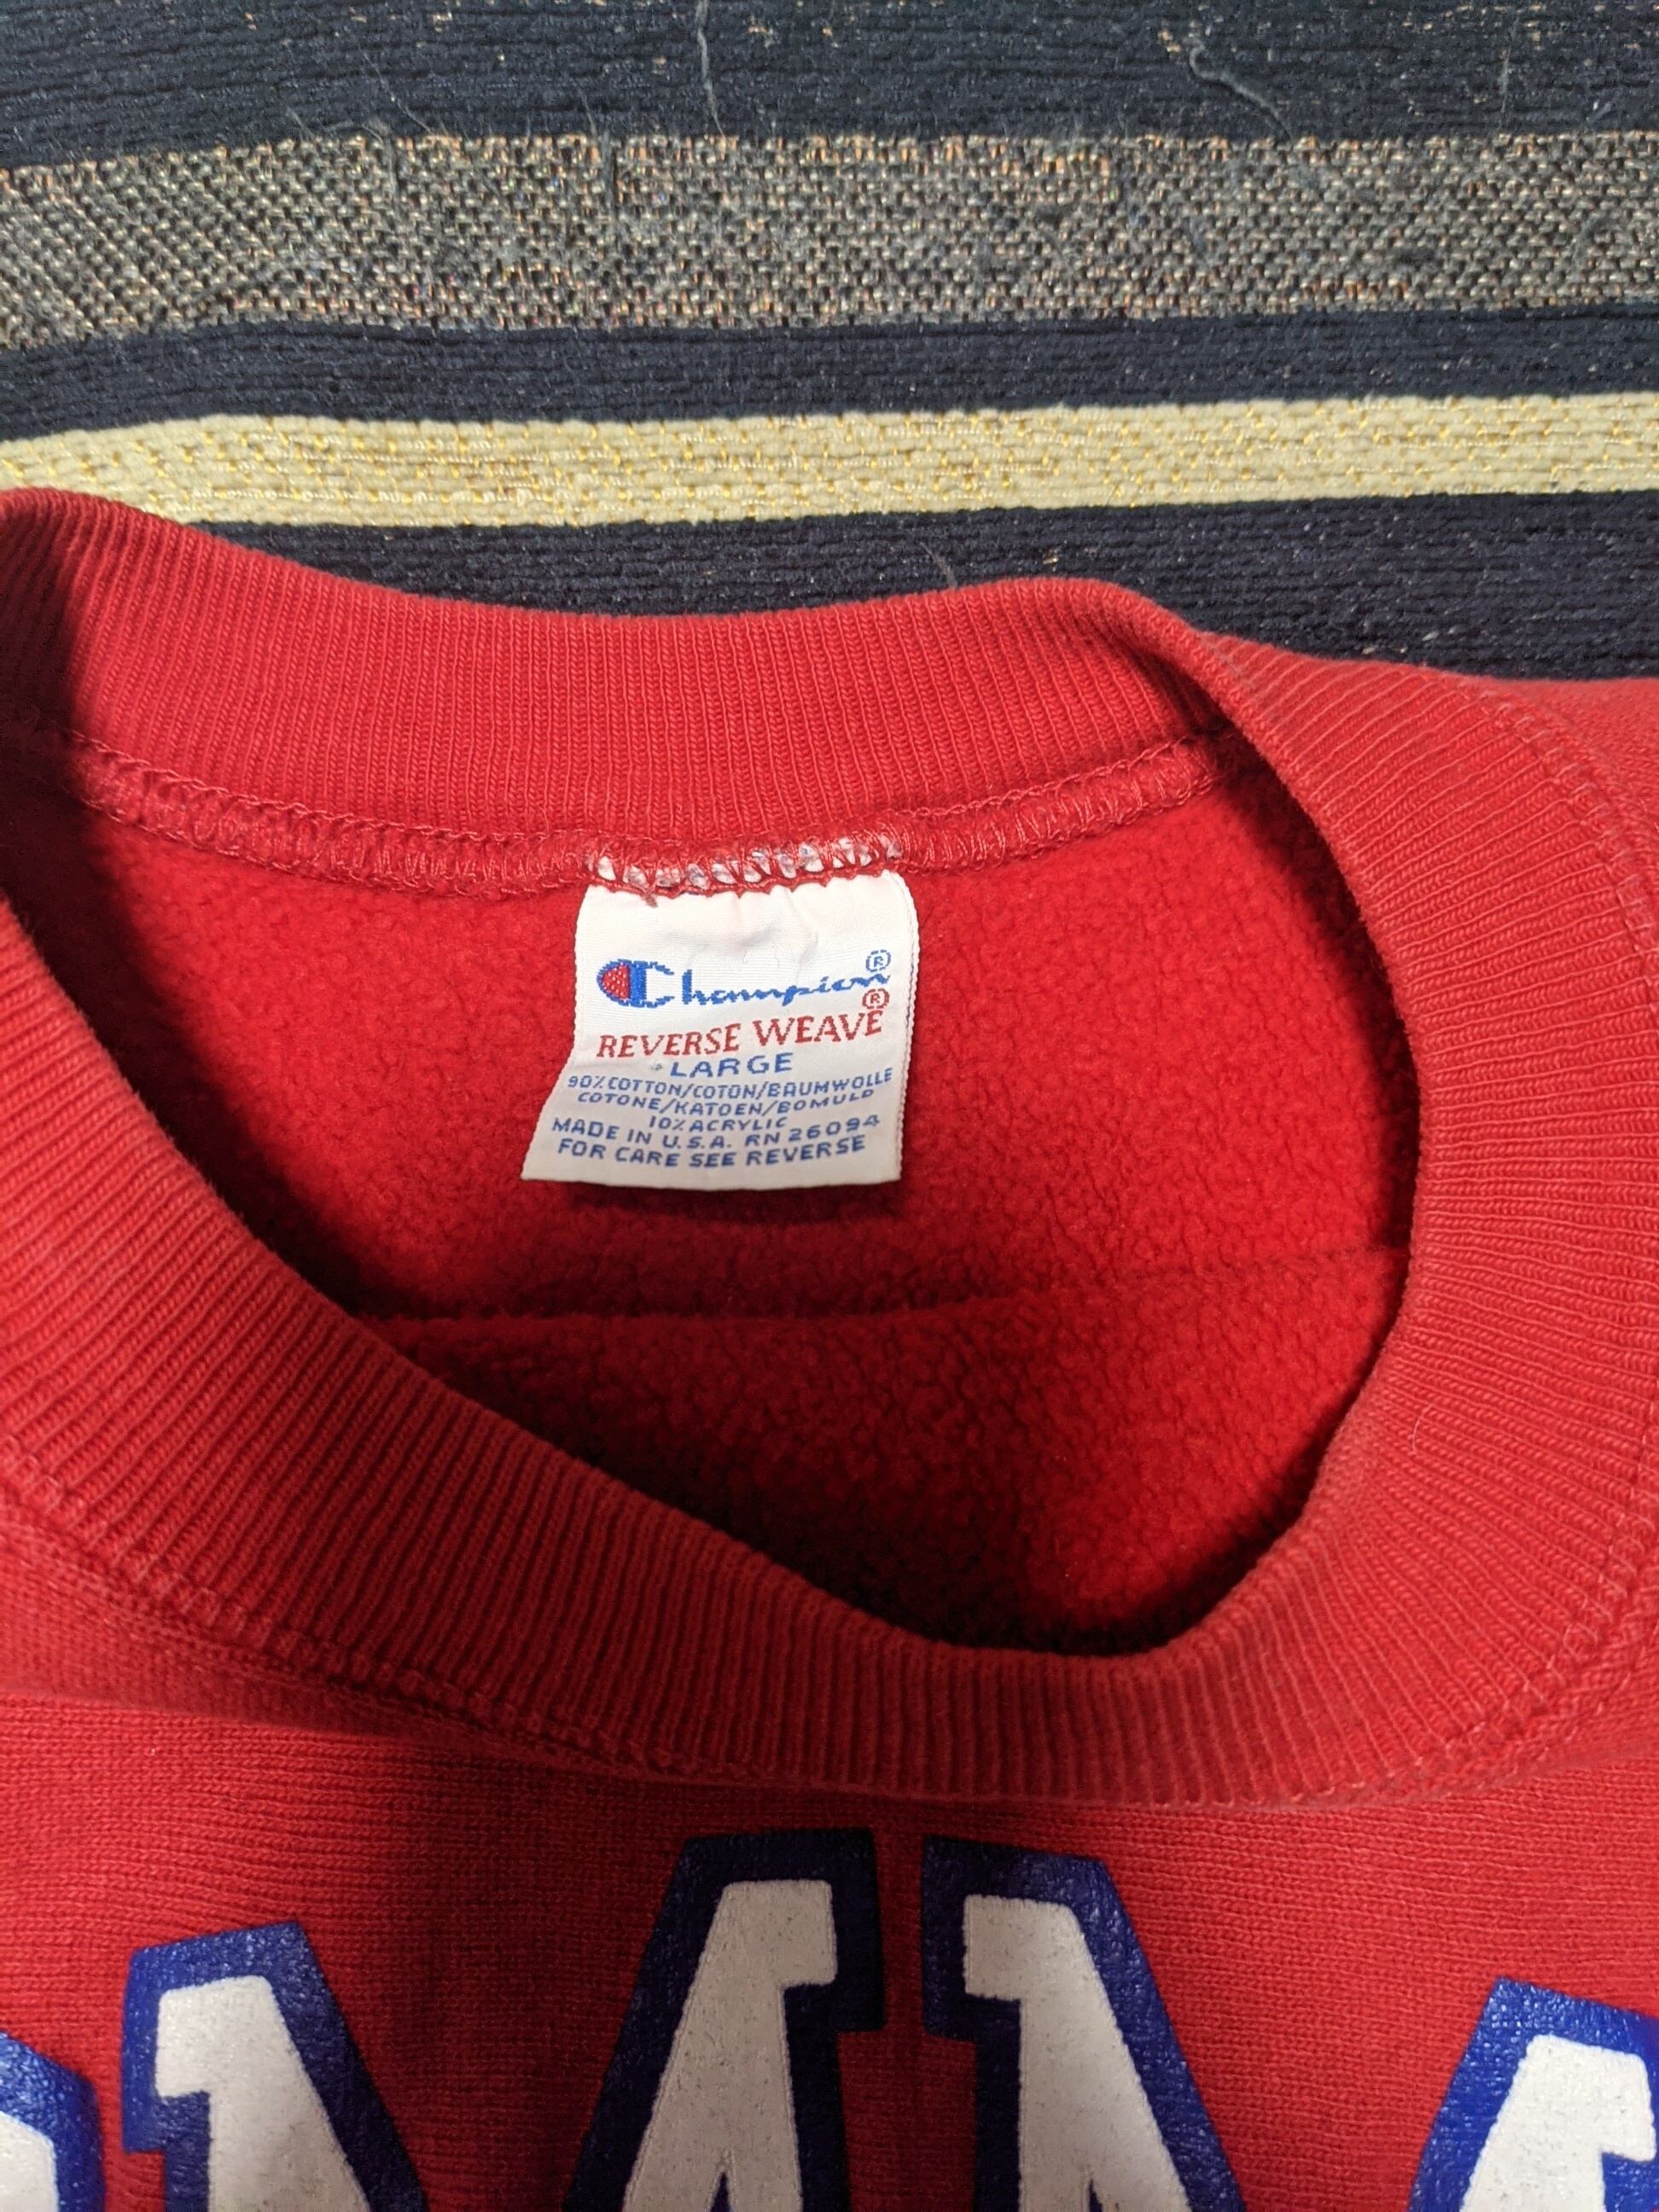 Champion®
REVERSE WEAVE®
LARGE
90% COTTON/COTON/BAUMWOLLE
COTONE/KATOEN/BOMULD
10% ACRYLIC
MADE IN U.S.A. RN 26094
FOR CARE SEE REVERSE